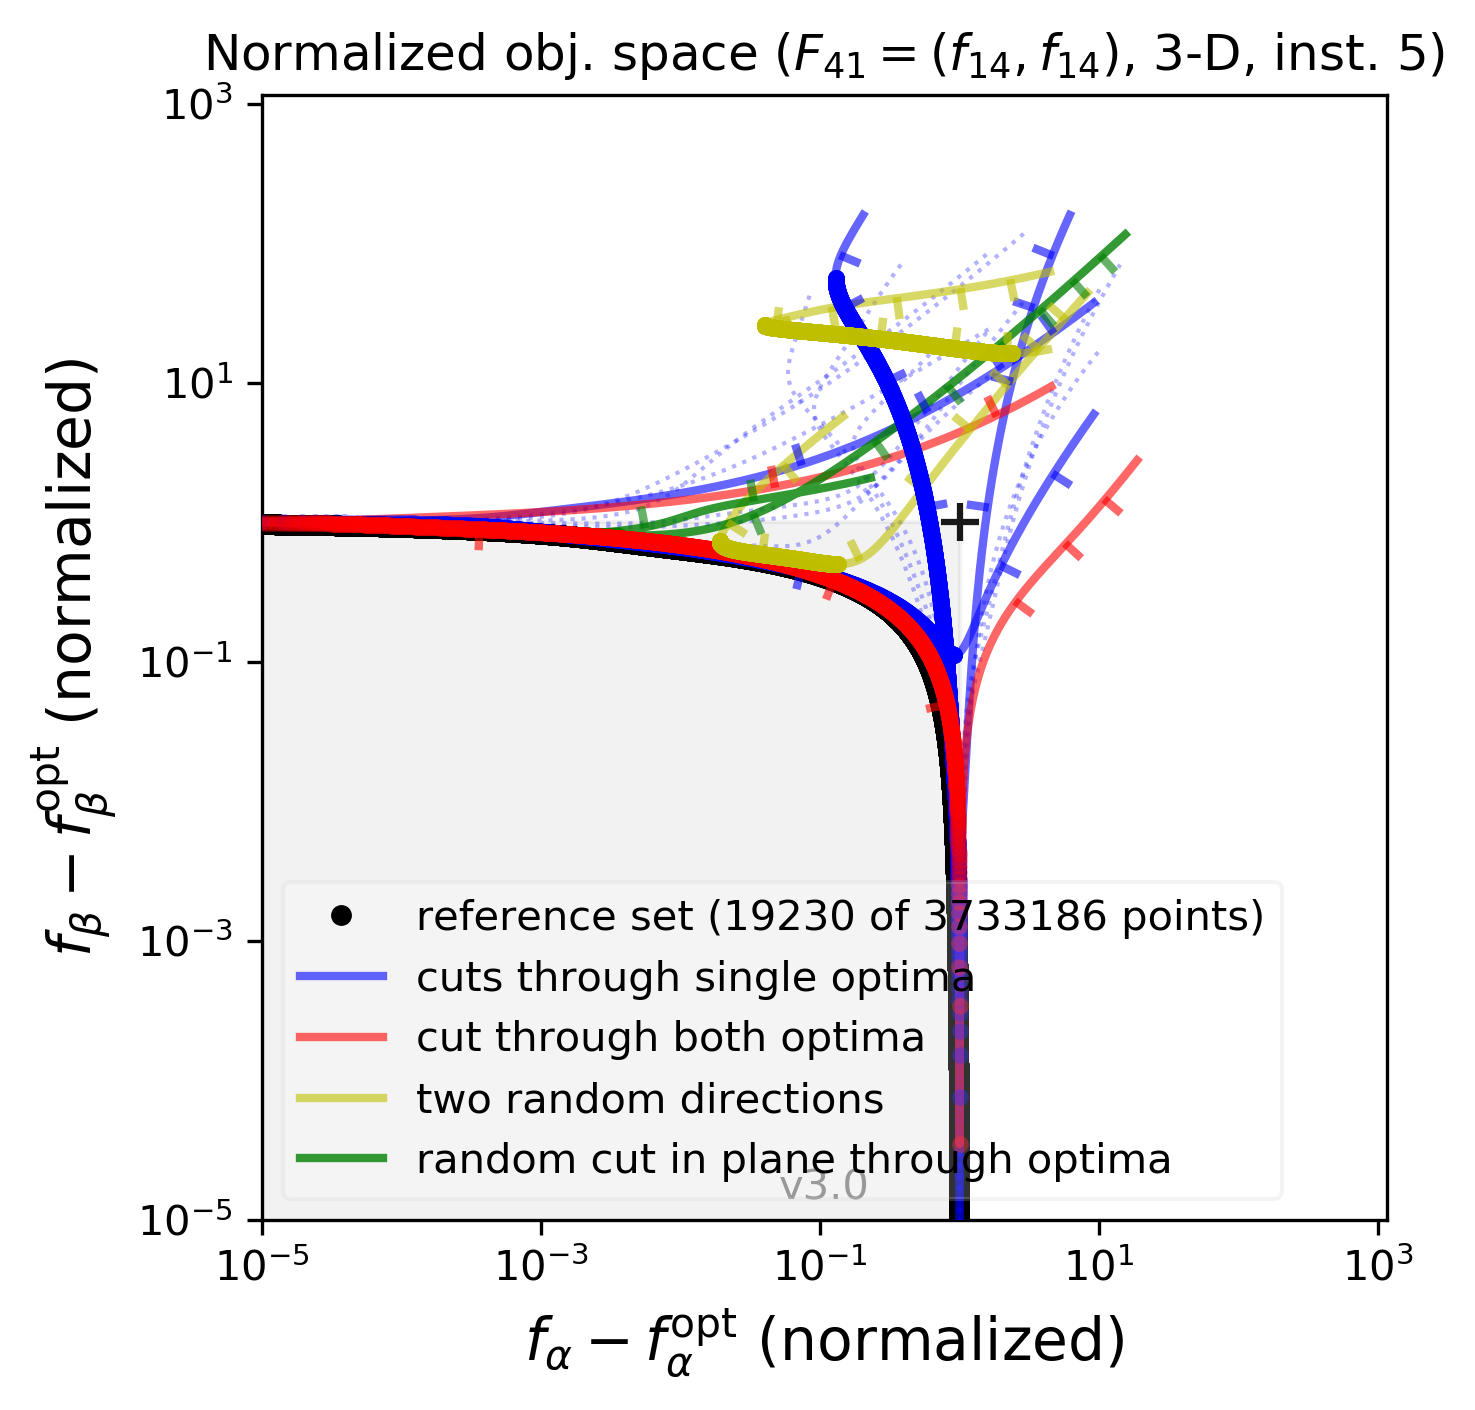 Normalized obj. space (F₄₁ = (f₁₄, f₁₄), 3-D, inst. 5)
10³
10¹
10⁻¹
10⁻³
10⁻⁵
f_β − f_β^opt (normalized)
reference set (19230 of 3733186 points)
cuts through single optima
cut through both optima
two random directions
random cut in plane through optima
v3.0
10⁻⁵ 10⁻³ 10⁻¹ 10¹ 10³
f_α − f_α^opt (normalized)